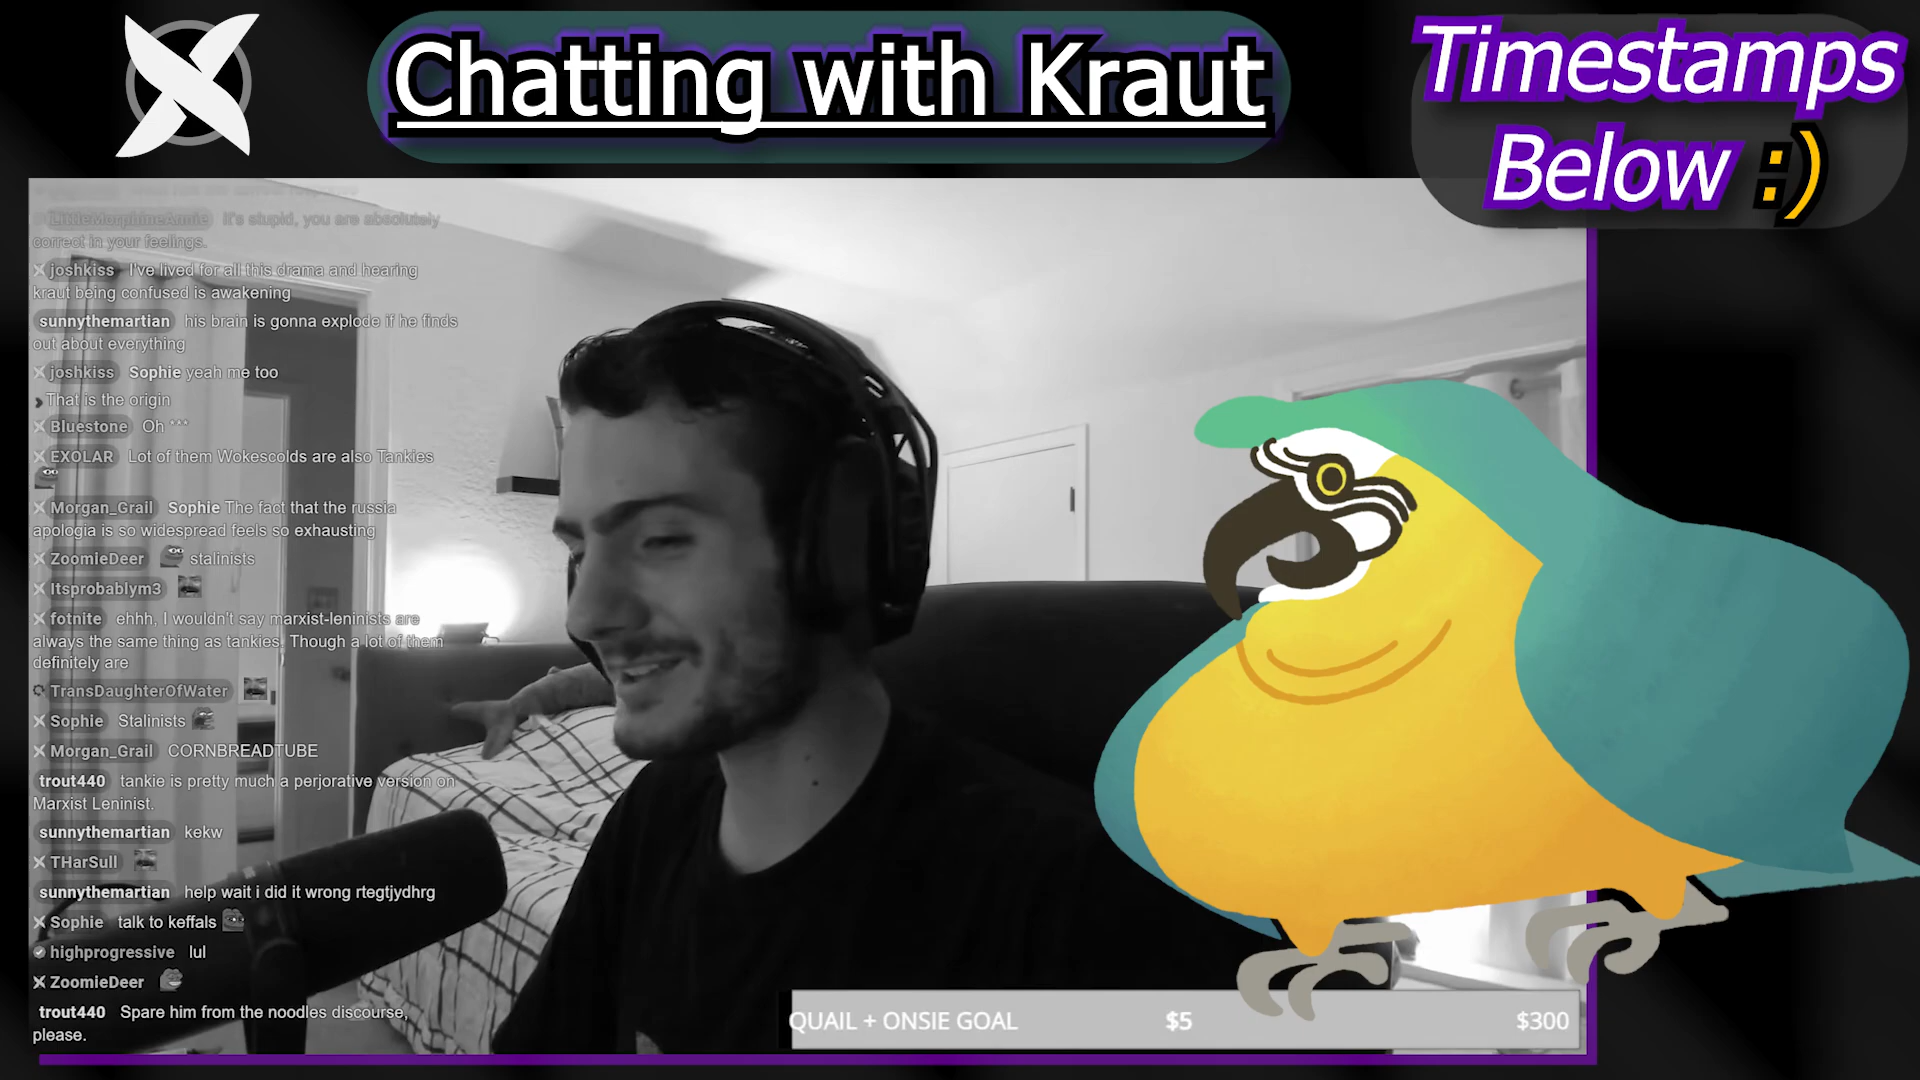 Chatting with Kraut
Timestamps
Below :)
LittleMorphineAnnie It's stupid, you are absolutely
correct in your feelings.
joshkiss I've lived for all this drama and hearing
kraut being confused is awakening
sunnythemartian his brain is gonna explode if he finds
out about everything
joshkiss Sophie yeah me too
That is the origin
Bluestone Oh ***
EXOLAR Lot of them Wokescolds are also Tankies
Morgan_Grail Sophie The fact that the russia
apologia is so widespread feels so exhausting
ZoomieDeer stalinists
Itsprobablym3
fotnite ehhh, I wouldn't say marxist-leninists are
always the same thing as tankies. Though a lot of them
definitely are
TransDaughterOfWater
Sophie Stalinists
Morgan_Grail CORNBREADTUBE
trout440 tankie is pretty much a perjorative version on
Marxist Leninist.
sunnythemartian kekw
THarSull
sunnythemartian help wait i did it wrong rtegtjydhrg
Sophie talk to keffals
highprogressive lul
ZoomieDeer
trout440 Spare him from the noodles discourse,
please.
QUAIL + ONSIE GOAL $5 $300